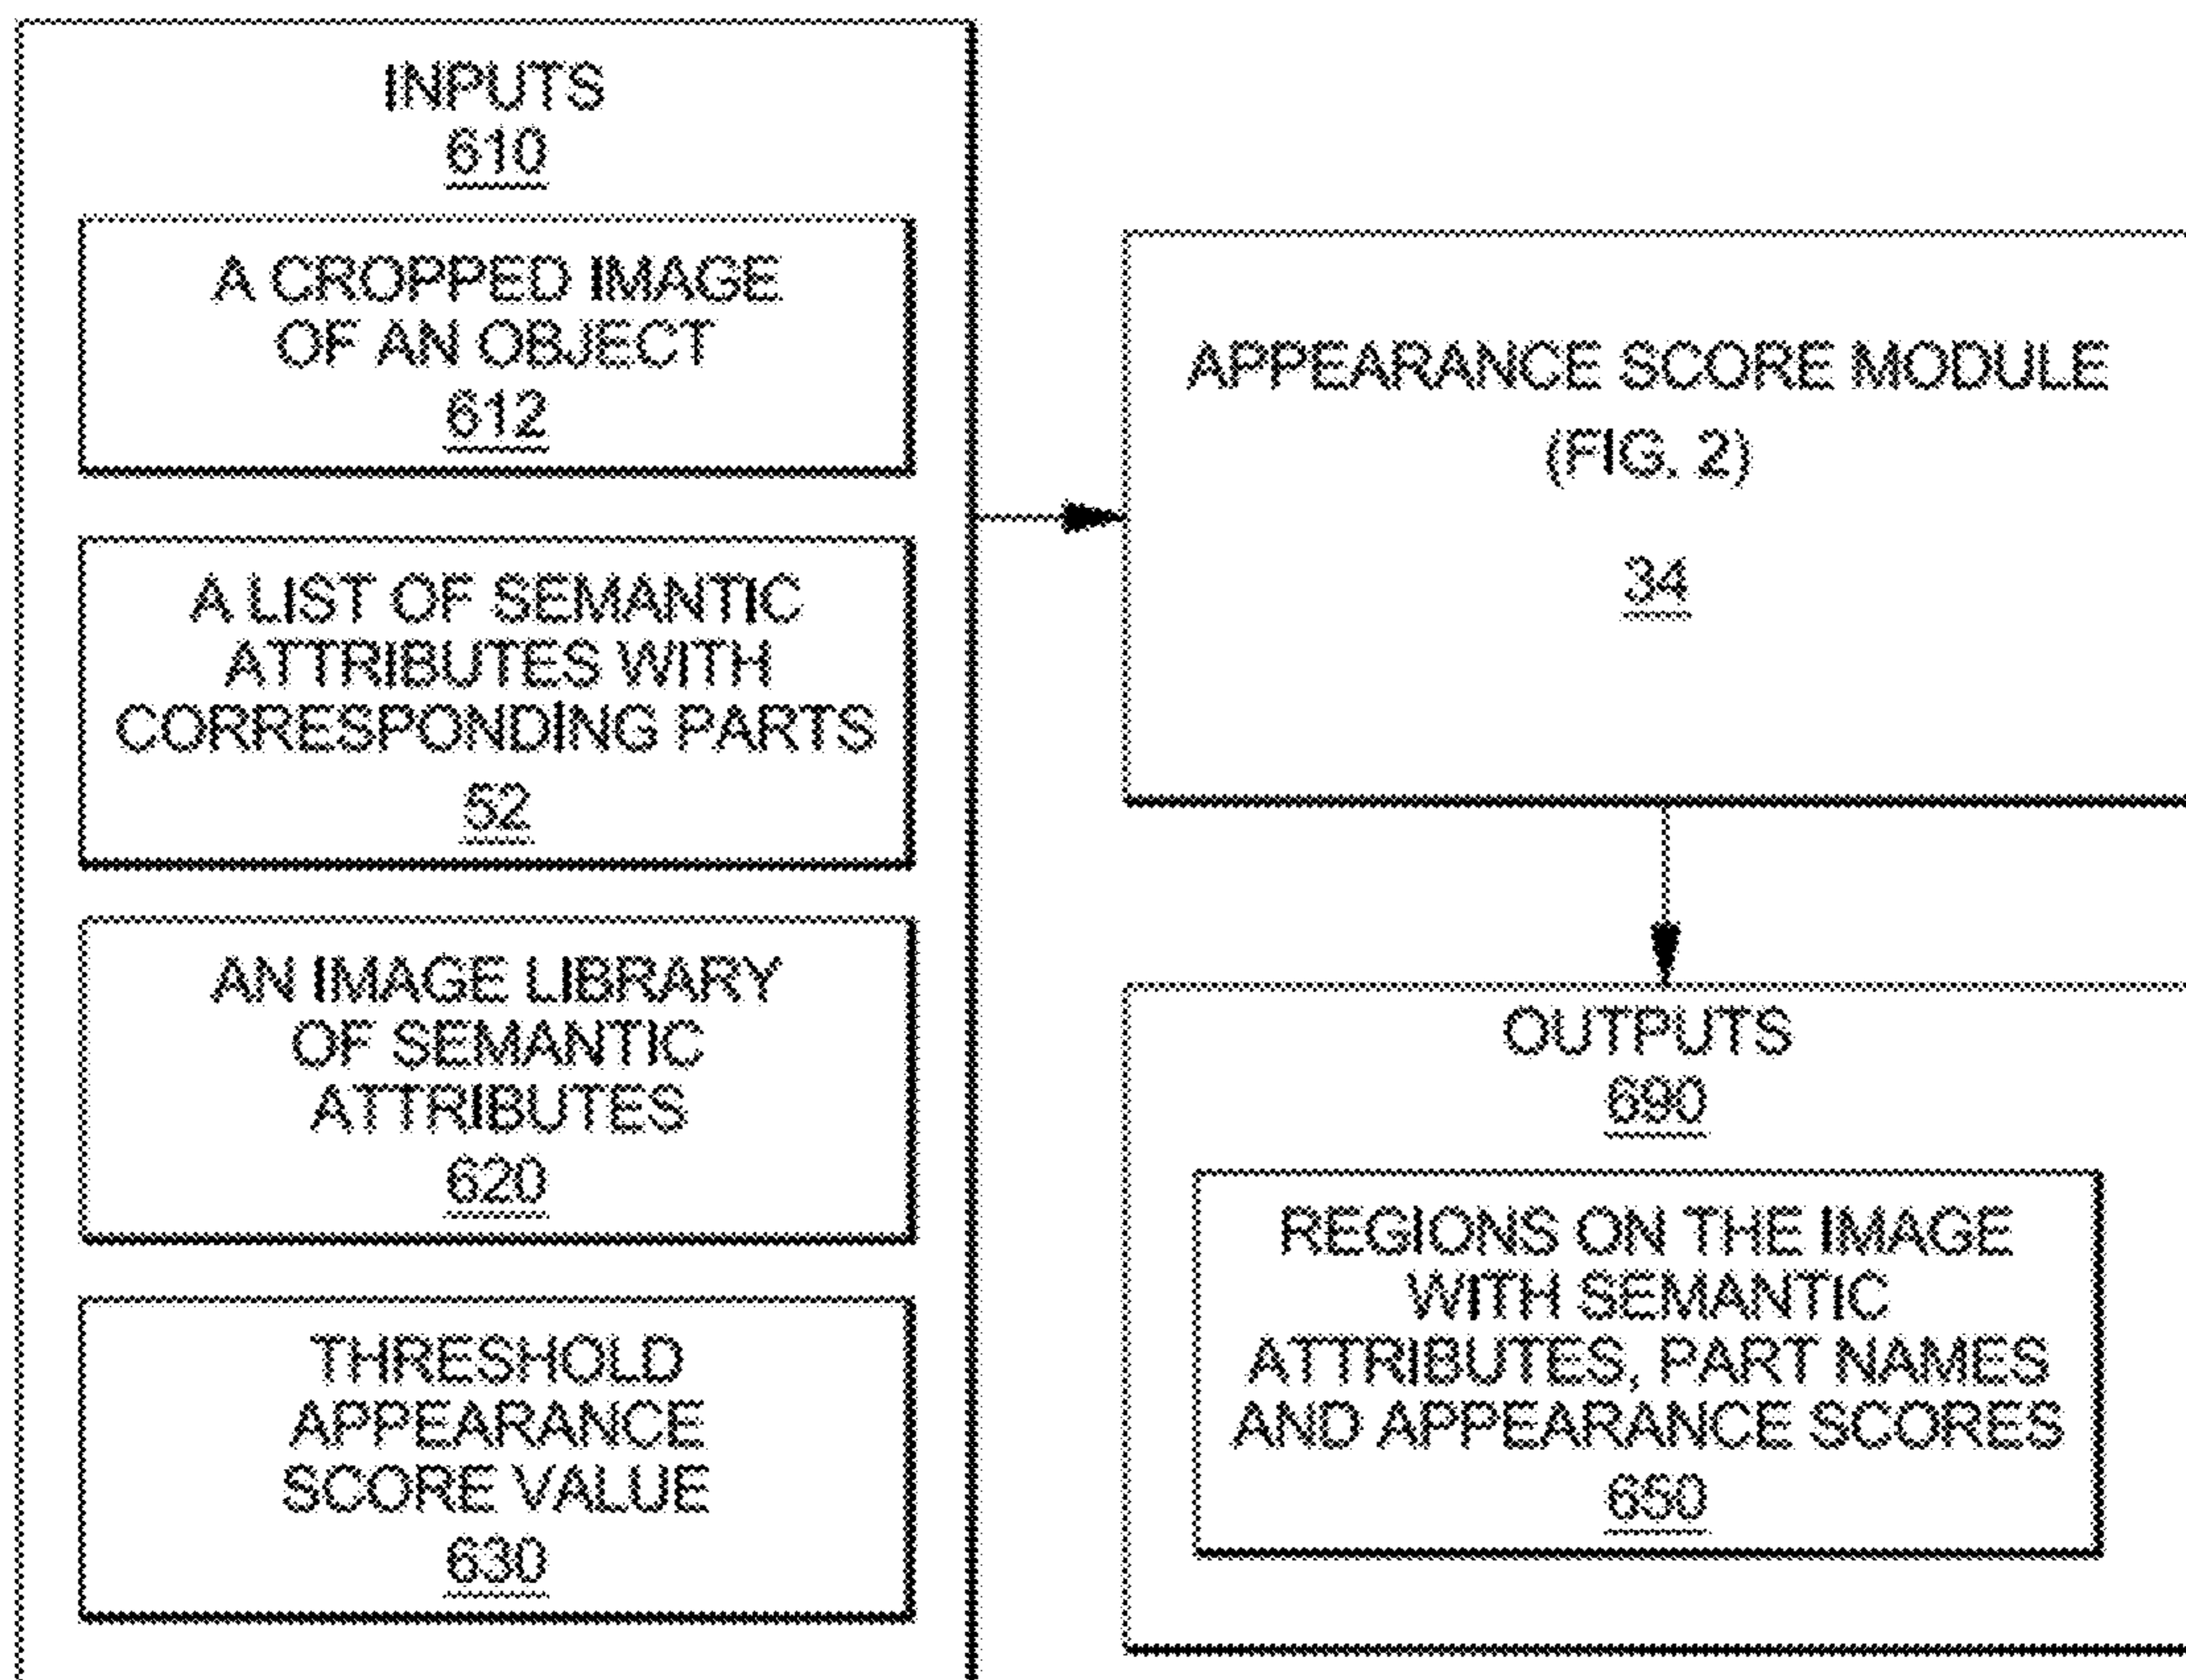 INPUTS
610
A CROPPED IMAGE
OF AN OBJECT
612
A LIST OF SEMANTIC
ATTRIBUTES WITH
CORRESPONDING PARTS
52
AN IMAGE LIBRARY
OF SEMANTIC
ATTRIBUTES
620
THRESHOLD
APPEARANCE
SCORE VALUE
630
APPEARANCE SCORE MODULE
(FIG. 2)
34
OUTPUTS
690
REGIONS ON THE IMAGE
WITH SEMANTIC
ATTRIBUTES, PART NAMES
AND APPEARANCE SCORES
650